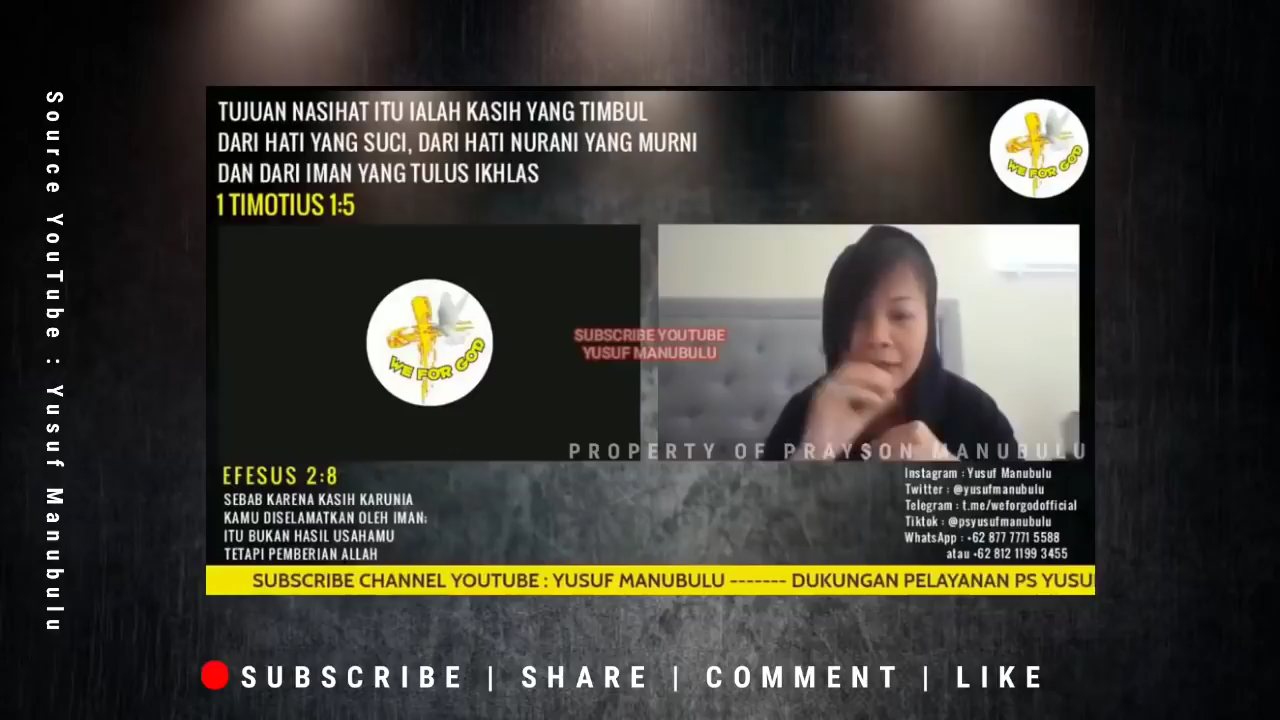 Source YouTube : Yusuf Manubulu
TUJUAN NASIHAT ITU IALAH KASIH YANG TIMBUL
DARI HATI YANG SUCI, DARI HATI NURANI YANG MURNI
DAN DARI IMAN YANG TULUS IKHLAS
1 TIMOTIUS 1:5
WE FOR GOD
WE FOR GOD
SUBSCRIBE YOUTUBE
YUSUF MANUBULU
PROPERTY OF PRAYSON MANUBULU
EFESUS 2:8
SEBAB KARENA KASIH KARUNIA
KAMU DISELAMATKAN OLEH IMAN;
ITU BUKAN HASIL USAHAMU
TETAPI PEMBERIAN ALLAH
Instagram : Yusuf Manubulu
Twitter : @yusufmanubulu
Telegram : t.me/weforgodofficial
Tiktok : @psyusufmanubulu
WhatsApp : +62 877 7771 5588
atau +62 812 1199 3455
SUBSCRIBE CHANNEL YOUTUBE : YUSUF MANUBULU ------- DUKUNGAN PELAYANAN PS YUSU
SUBSCRIBE | SHARE | COMMENT | LIKE